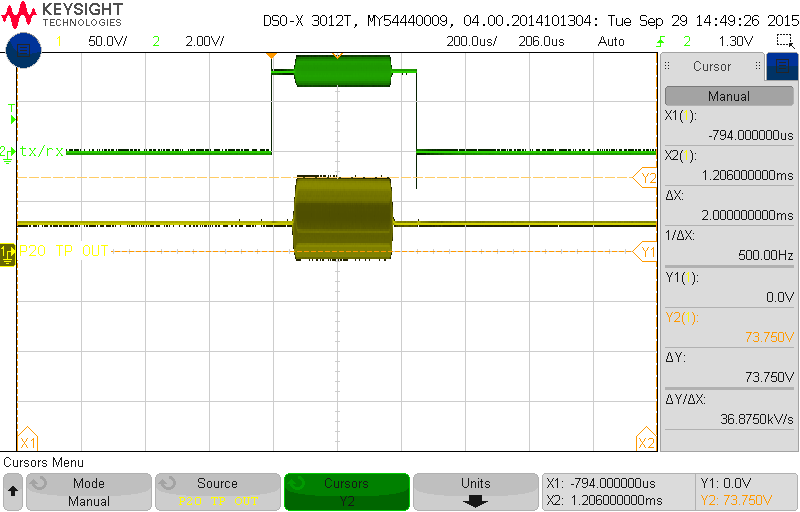 KEYSIGHT
TECHNOLOGIES
DSO-X 3012T, MY54440009, 04.00.2014101304: Tue Sep 29 14:49:26 2015
1 50.0V/ 2 2.00V/ 200.0us/ 206.0us Auto 2 1.30V
Cursor
Manual
X1(1):
-794.000000us
X2(1):
1.206000000ms
ΔX:
2.000000000ms
1/ΔX:
500.00Hz
Y1(1):
0.0V
Y2(1):
73.750V
ΔY:
73.750V
ΔY/ΔX:
36.8750kV/s
T
2 tx/rx
Y2
1 P20 TP OUT
Y1
X1
X2
Cursors Menu
Mode
Manual
Source
P20 TP OUT
Cursors
Y2
Units
X1: -794.000000us
X2: 1.206000000ms
Y1: 0.0V
Y2: 73.750V